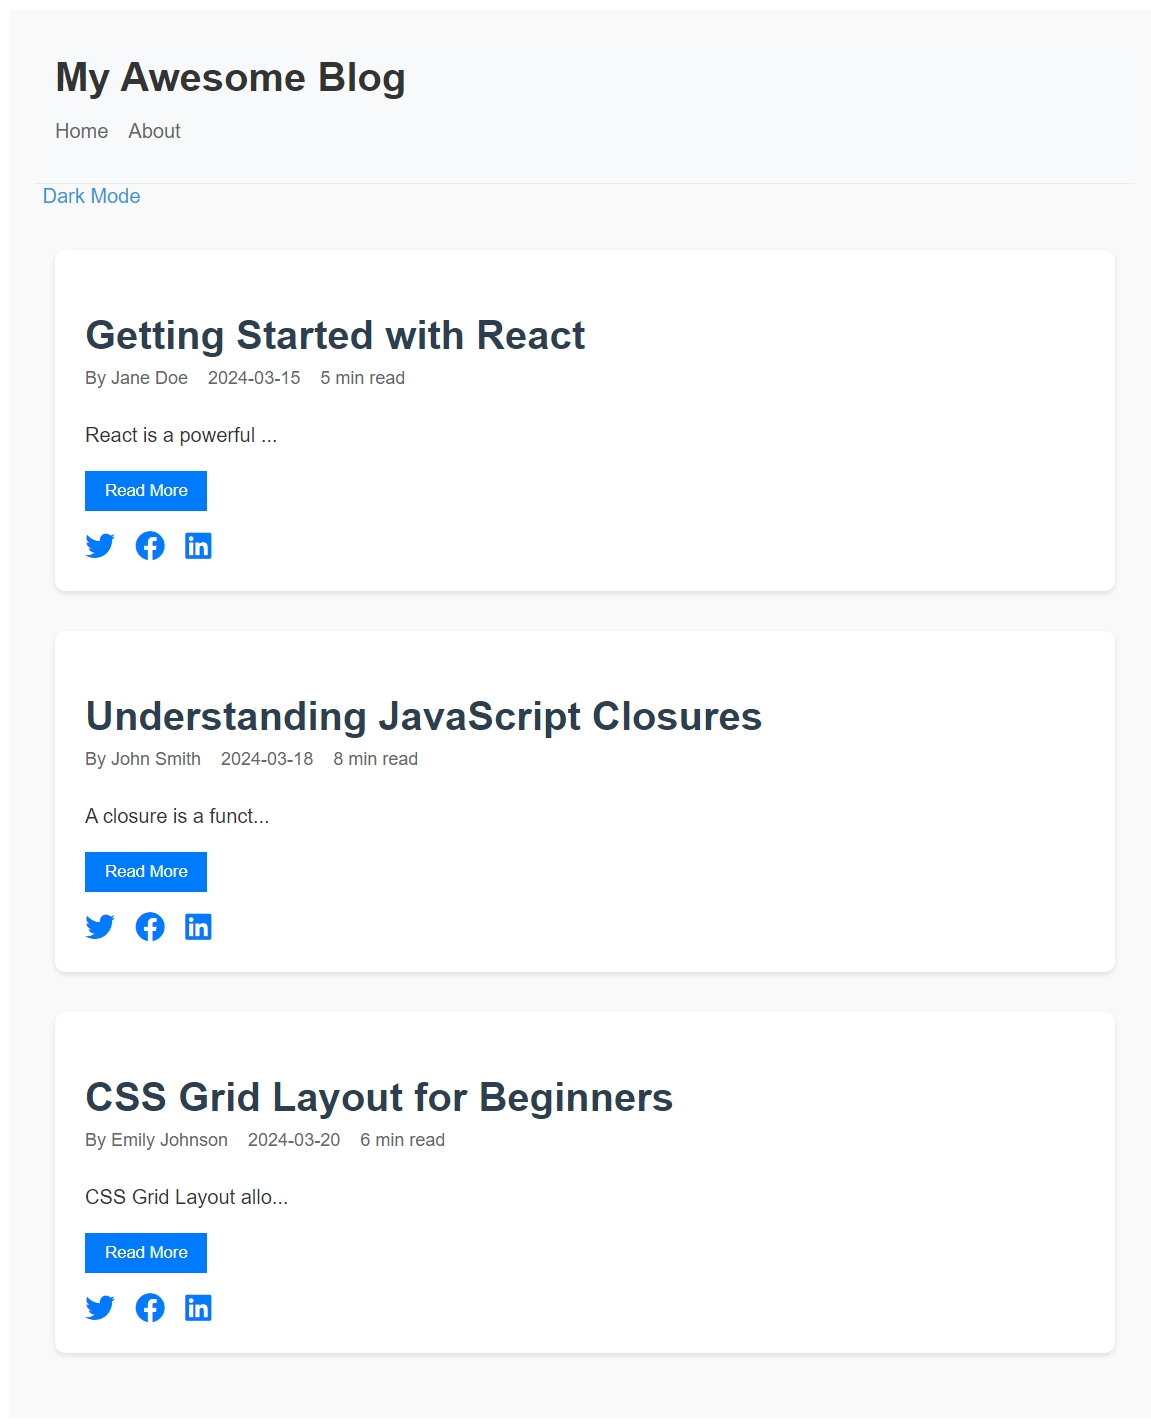 My Awesome Blog
Home About
Dark Mode
Getting Started with React
By Jane Doe 2024-03-15 5 min read
React is a powerful ...
Read More
Understanding JavaScript Closures
By John Smith 2024-03-18 8 min read
A closure is a funct...
Read More
CSS Grid Layout for Beginners
By Emily Johnson 2024-03-20 6 min read
CSS Grid Layout allo...
Read More